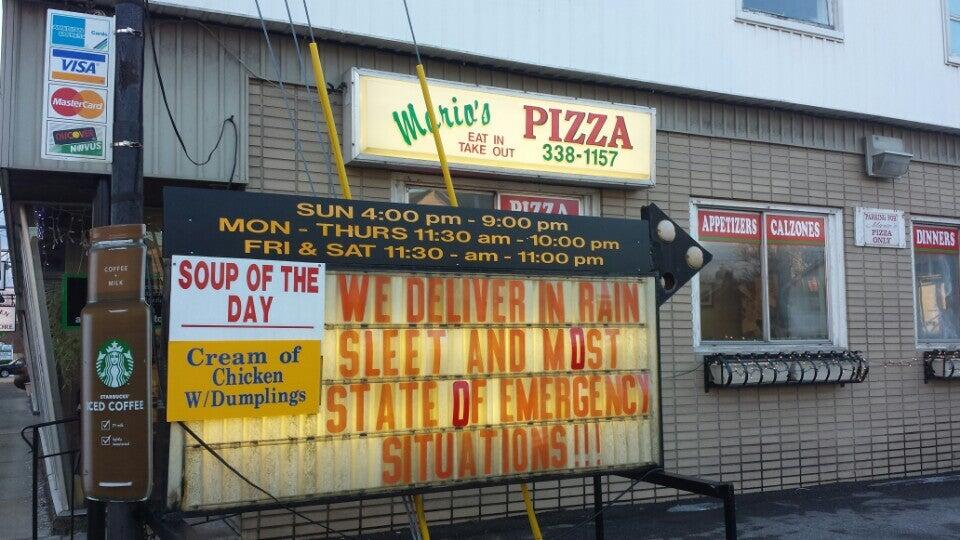 AMERICAN EXPRESS
Cards
VISA
MasterCard
DISCOVER
NOVUS
Mario's
EAT IN
TAKE OUT
PIZZA
338-1157
PIZZA
SUN 4:00 pm - 9:00 pm
MON - THURS 11:30 am - 10:00 pm
FRI & SAT 11:30 - am - 11:00 pm
SOUP OF THE
DAY
Cream of
Chicken
W/Dumplings
WE DELIVER IN RAIN
SLEET AND MOST
STATE OF EMERGENCY
SITUATIONS!!!
COFFEE
+
MILK
STARBUCKS
ICED COFFEE
APPETIZERS
CALZONES
PARKING FOR
Mario's
PIZZA
ONLY
DINNERS